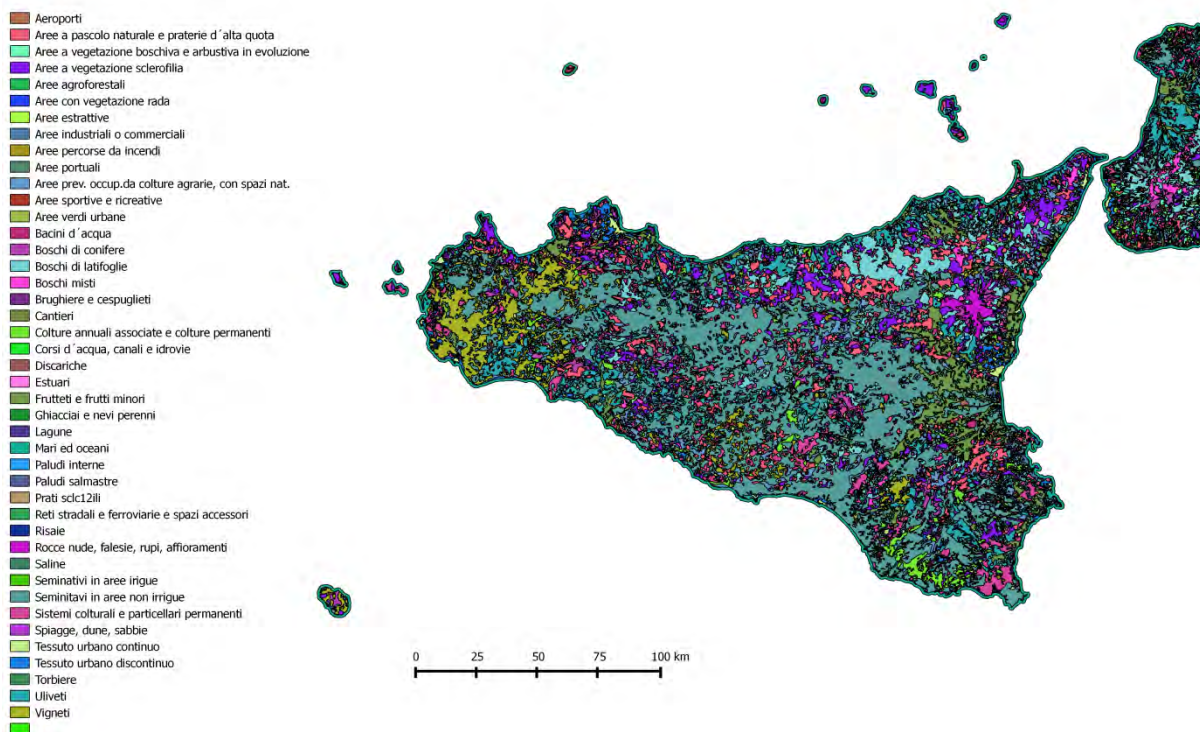 Aeroporti
Aree a pascolo naturale e praterie d´alta quota
Aree a vegetazione boschiva e arbustiva in evoluzione
Aree a vegetazione sclerofilia
Aree agroforestali
Aree con vegetazione rada
Aree estrattive
Aree industriali o commerciali
Aree percorse da incendi
Aree portuali
Aree prev. occup.da colture agrarie, con spazi nat.
Aree sportive e ricreative
Aree verdi urbane
Bacini d´acqua
Boschi di conifere
Boschi di latifoglie
Boschi misti
Brughiere e cespuglieti
Cantieri
Colture annuali associate e colture permanenti
Corsi d´acqua, canali e idrovie
Discariche
Estuari
Frutteti e frutti minori
Ghiacciai e nevi perenni
Lagune
Mari ed oceani
Paludi interne
Paludi salmastre
Prati sclc12ili
Reti stradali e ferroviarie e spazi accessori
Risaie
Rocce nude, falesie, rupi, affioramenti
Saline
Seminativi in aree irigue
Seminitavi in aree non irrigue
Sistemi colturali e particellari permanenti
Spiagge, dune, sabbie
Tessuto urbano continuo
Tessuto urbano discontinuo
Torbiere
Uliveti
Vigneti
0 25 50 75 100 km